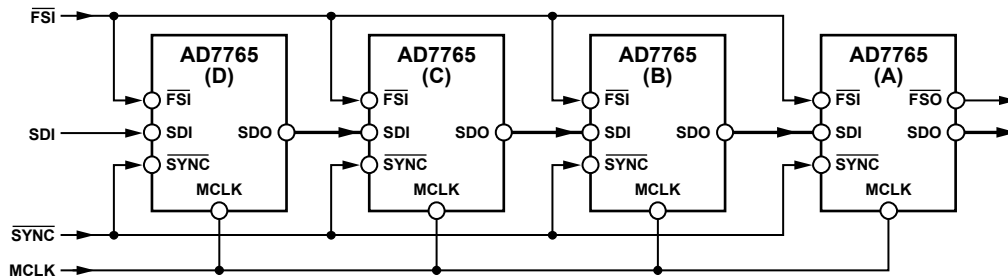 FSI
AD7765
(D)
AD7765
(C)
AD7765
(B)
AD7765
(A)
FSI
FSI
FSI
FSI
FSO
SDI
SDI
SDO
SDI
SDO
SDI
SDO
SDI
SDO
SYNC
SYNC
SYNC
SYNC
MCLK
MCLK
MCLK
MCLK
SYNC
MCLK